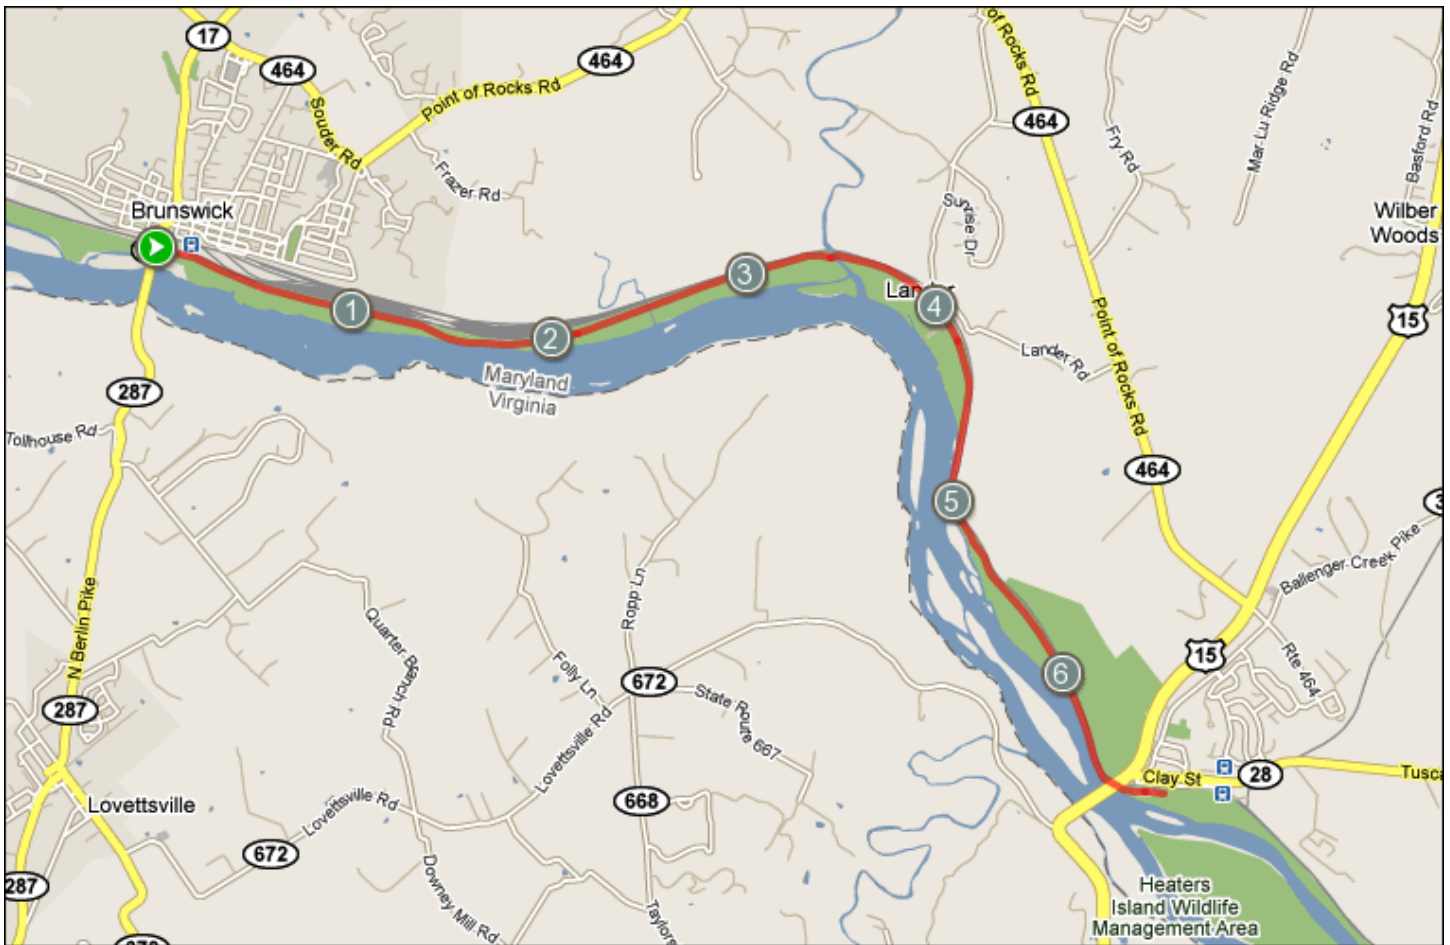 17
464
464
of Rocks Rd
Point of Rocks Rd
Souder Rd
464
Fry Rd
Mar Lu Ridge Rd
Basford Rd
Frazer Rd
Brunswick
Sunrise Dr
Wilber
Woods
3
Lander
4
1
2
Point of Rocks Rd
15
Lander Rd
Maryland
Virginia
287
Tollhouse Rd
464
5
3
Ballenger Creek Pike
N Berlin Pike
Ropp Ln
Quarter Branch Rd
Folly Ln
15
Rte 464
6
672
State Route 667
287
Lovettsville Rd
Clay St
28
Tusca
Lovettsville
Lovettsville Rd
668
672
Downey Mill Rd
287
Taylors
Heaters
Island Wildlife
Management Area